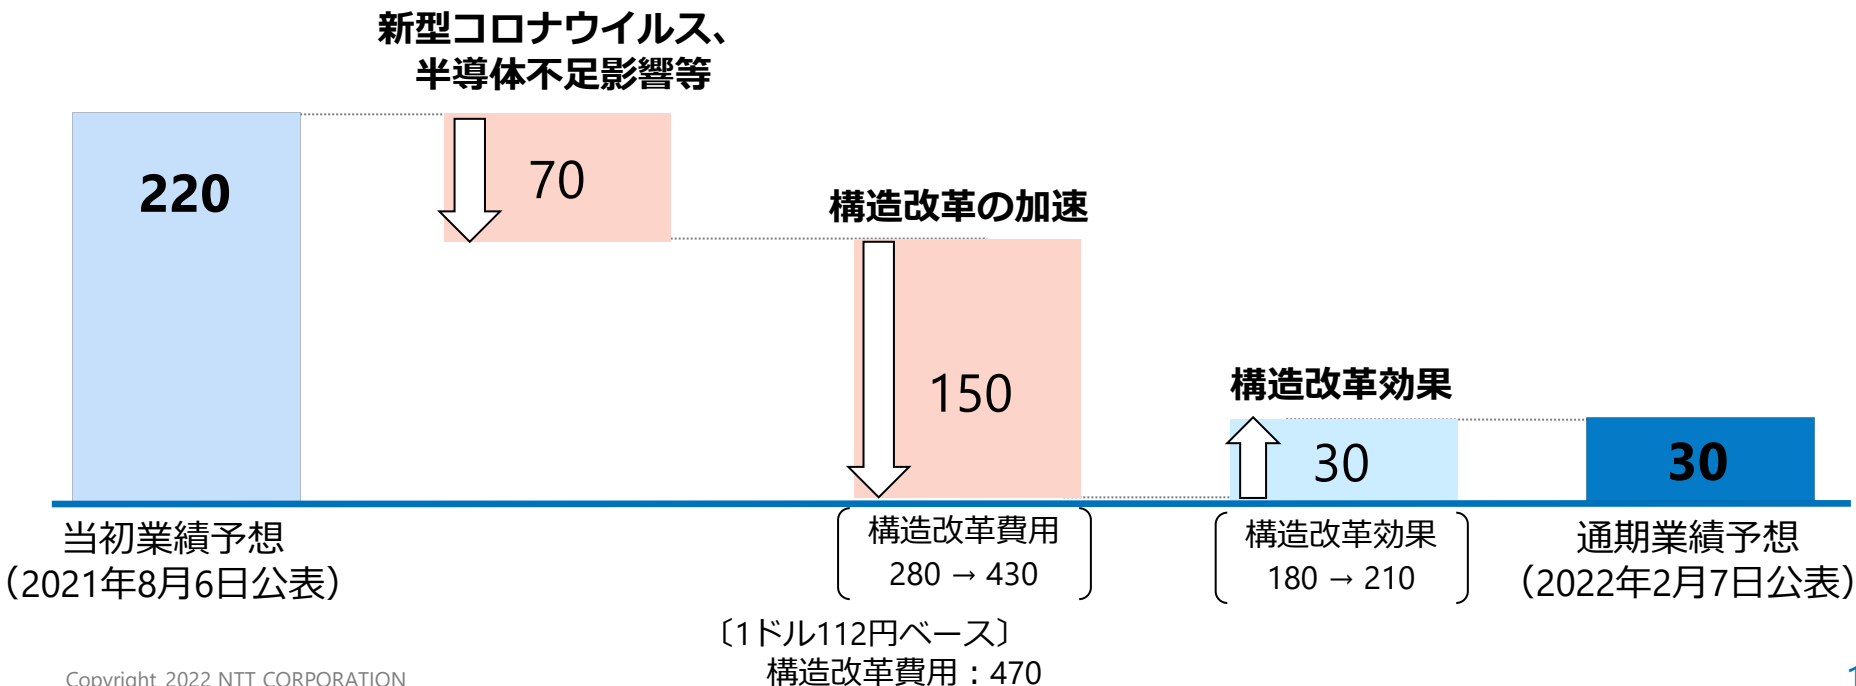 新型コロナウイルス、
半導体不足影響等
220
70
構造改革の加速
150
構造改革効果
30
30
当初業績予想
（2021年8月6日公表）
構造改革費用
280 → 430
構造改革効果
180 → 210
通期業績予想
（2022年2月7日公表）
〔1ドル112円ベース〕
構造改革費用：470
Copyright 2022 NTT CORPORATION